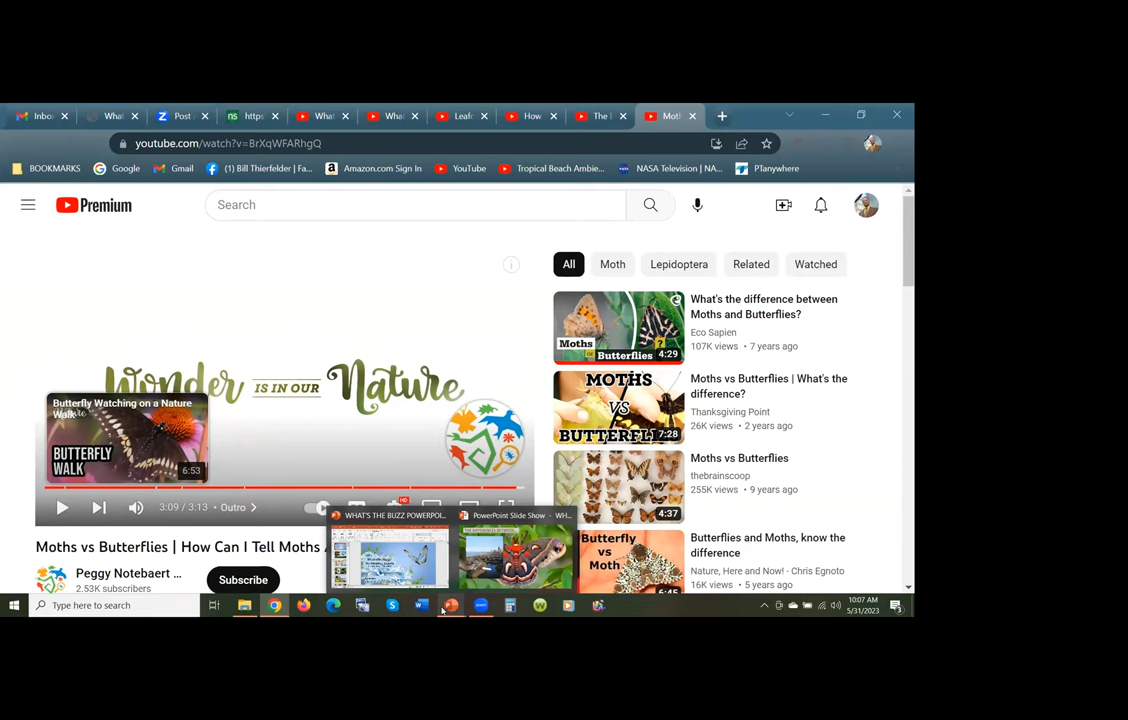 Inbo
What
Post
https
What
What
Leafc
How
The
Moth
youtube.com/watch?v=BrXqWFARhgQ
BOOKMARKS Google Gmail (1) Bill Thierfelder | Fa... Amazon.com Sign In YouTube Tropical Beach Ambie... NASA Television | NA... PTanywhere
Premium
Search
Wonder IS IN OUR Nature
Butterfly Watching on a Nature
Walk
BUTTERFLY
WALK
6:53
3:09 / 3:13 • Outro
HD
Moths vs Butterflies | How Can I Tell Moths
Peggy Notebaert ...
2.53K subscribers
Subscribe
All Moth Lepidoptera Related Watched
Moths
or
Butterflies
?
4:29
What's the difference between
Moths and Butterflies?
Eco Sapien
107K views • 7 years ago
MOTHS
VS
7:28
Moths vs Butterflies | What's the
difference?
Thanksgiving Point
26K views • 2 years ago
4:37
Moths vs Butterflies
thebrainscoop
255K views • 9 years ago
Butterfly
vs
Moth
Butterflies and Moths, know the
difference
Nature, Here and Now! - Chris Egnoto
16K views • 5 years ago
WHAT'S THE BUZZ POWERPOI...
PowerPoint Slide Show - WH...
THE DIFFERENCES BETWEEN
Type here to search
10:07 AM
5/31/2023
3